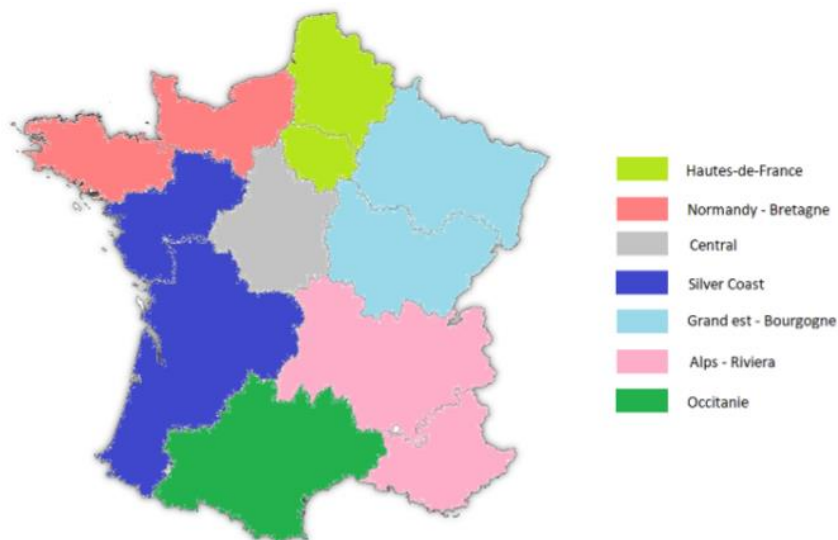 Hautes-de-France
Normandy - Bretagne
Central
Silver Coast
Grand est - Bourgogne
Alps - Riviera
Occitanie